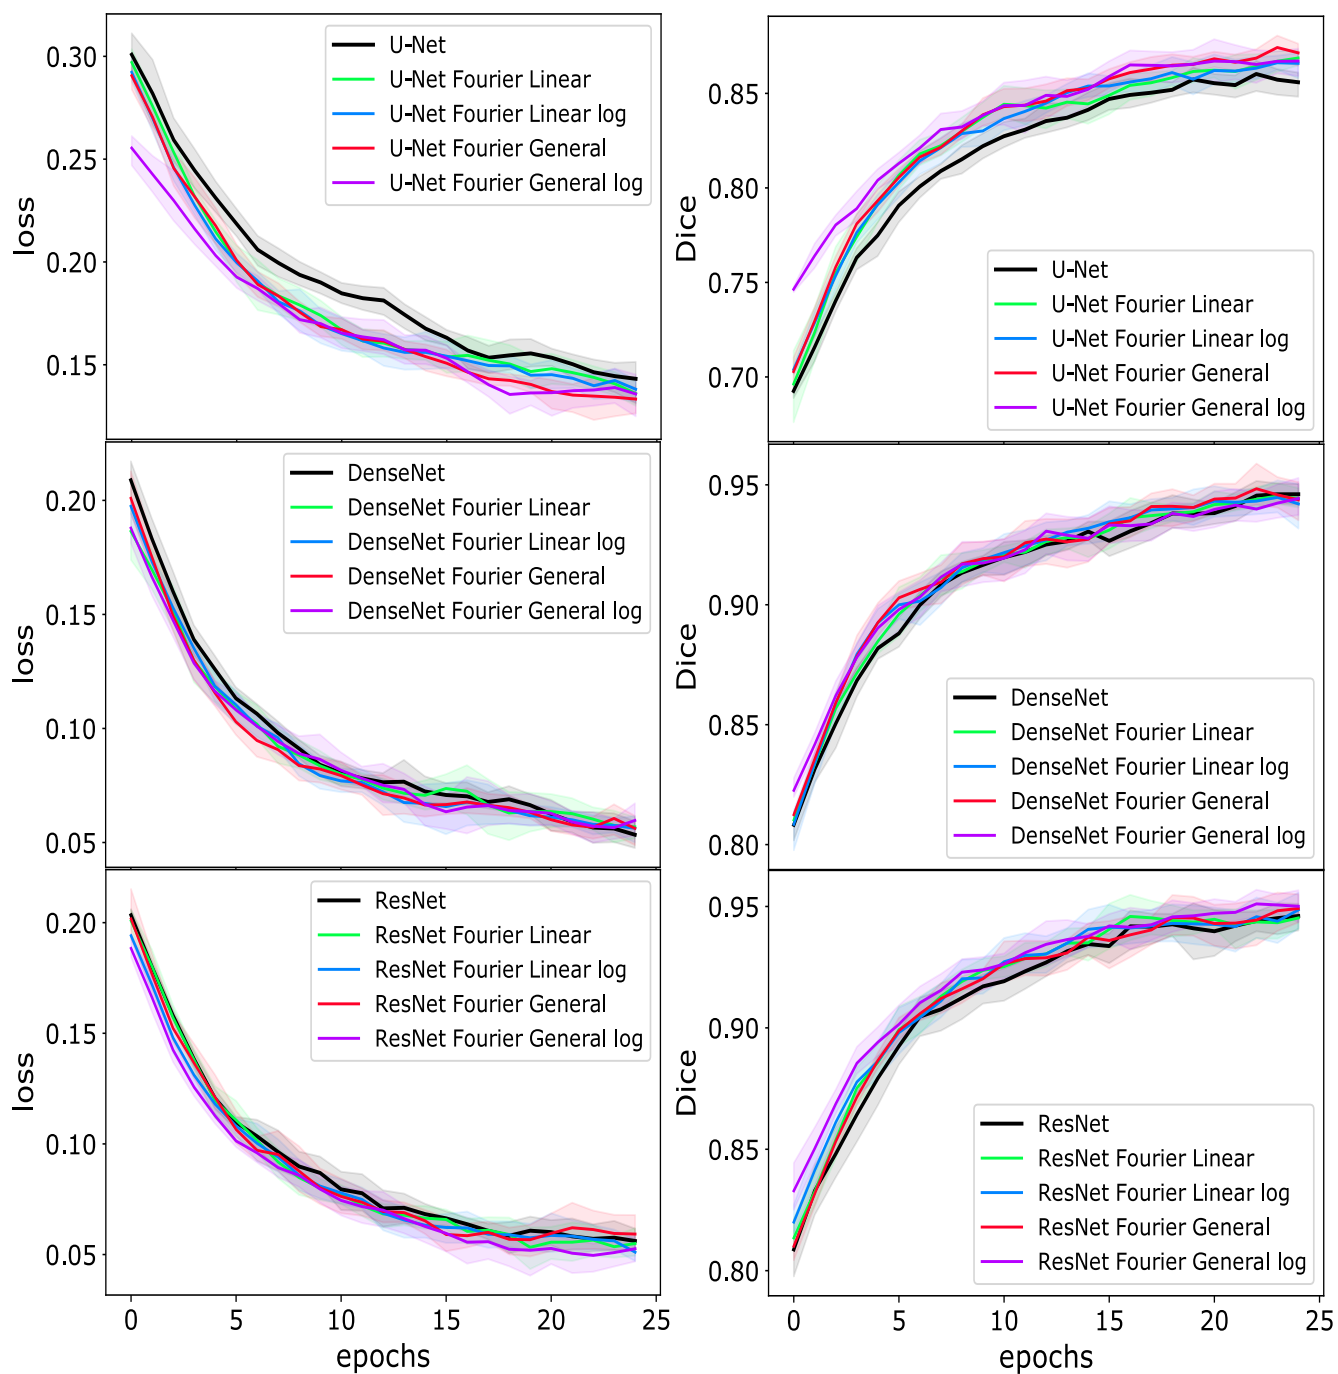 loss
0.30
0.25
0.20
0.15
U-Net
U-Net Fourier Linear
U-Net Fourier Linear log
U-Net Fourier General
U-Net Fourier General log
Dice
0.85
0.80
0.75
0.70
U-Net
U-Net Fourier Linear
U-Net Fourier Linear log
U-Net Fourier General
U-Net Fourier General log
loss
0.20
0.15
0.10
0.05
DenseNet
DenseNet Fourier Linear
DenseNet Fourier Linear log
DenseNet Fourier General
DenseNet Fourier General log
Dice
0.95
0.90
0.85
0.80
DenseNet
DenseNet Fourier Linear
DenseNet Fourier Linear log
DenseNet Fourier General
DenseNet Fourier General log
loss
0.20
0.15
0.10
0.05
ResNet
ResNet Fourier Linear
ResNet Fourier Linear log
ResNet Fourier General
ResNet Fourier General log
0 5 10 15 20 25
epochs
Dice
0.95
0.90
0.85
0.80
ResNet
ResNet Fourier Linear
ResNet Fourier Linear log
ResNet Fourier General
ResNet Fourier General log
0 5 10 15 20 25
epochs